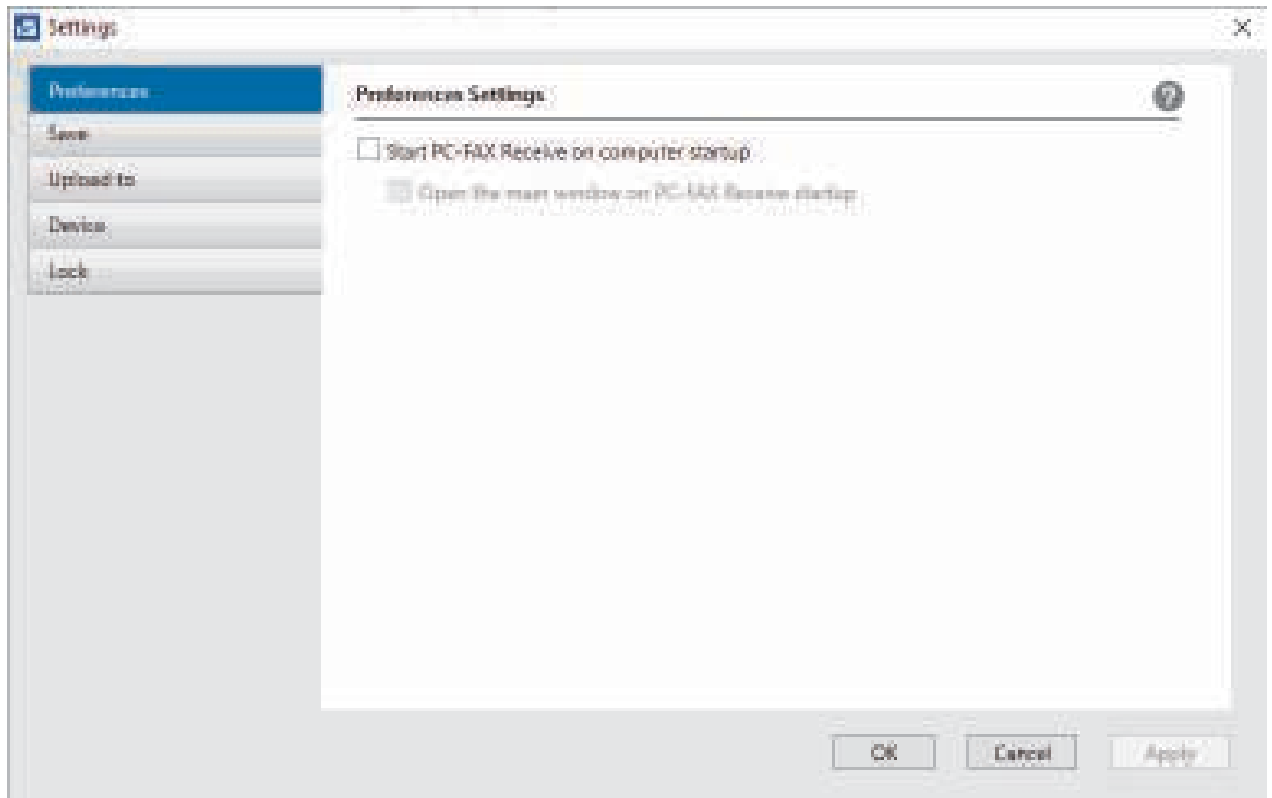 Settings
Preferences
Save
Upload to
Device
Lock
Preferences Settings
Start PC-FAX Receive on computer startup
Open the main window on PC-FAX Receive startup
OK
Cancel
Apply